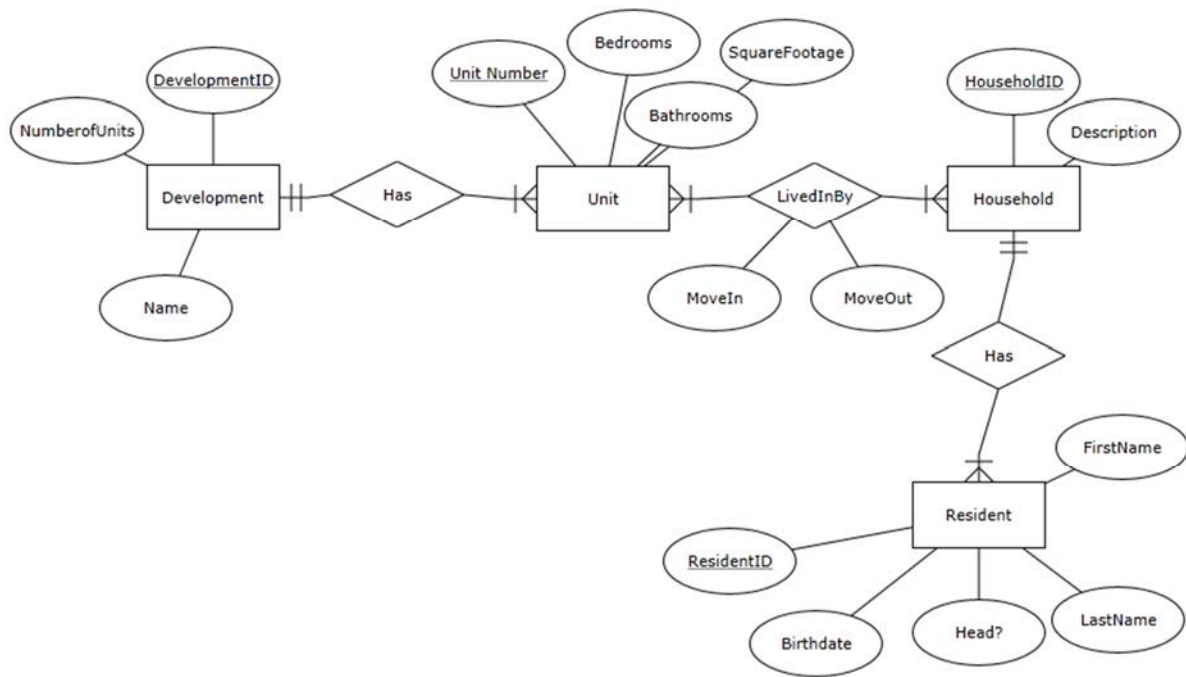 Bedrooms
SquareFootage
Unit Number
DevelopmentID
HouseholdID
Bathrooms
NumberofUnits
Description
Development
Has
Unit
LivedInBy
Household
Name
MoveIn
MoveOut
Has
FirstName
Resident
ResidentID
LastName
Birthdate
Head?